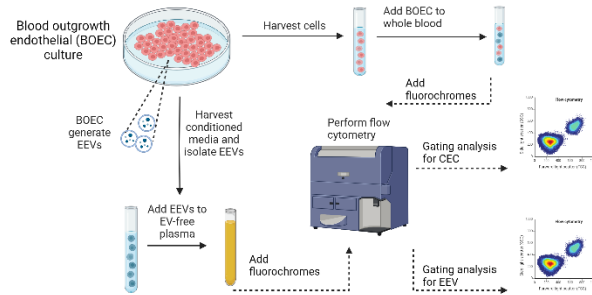 Blood outgrowth
endothelial (BOEC)
culture
Harvest cells
Add BOEC to
whole blood
Add
fluorochromes
BOEC
generate
EEVs
Harvest
conditioned
media and
isolate EEVs
Perform flow
cytometry
Gating analysis
for CEC
Flow cytometry
Add EEVs to
EV-free
plasma
Add
fluorochromes
Gating analysis
for EEV
Flow cytometry